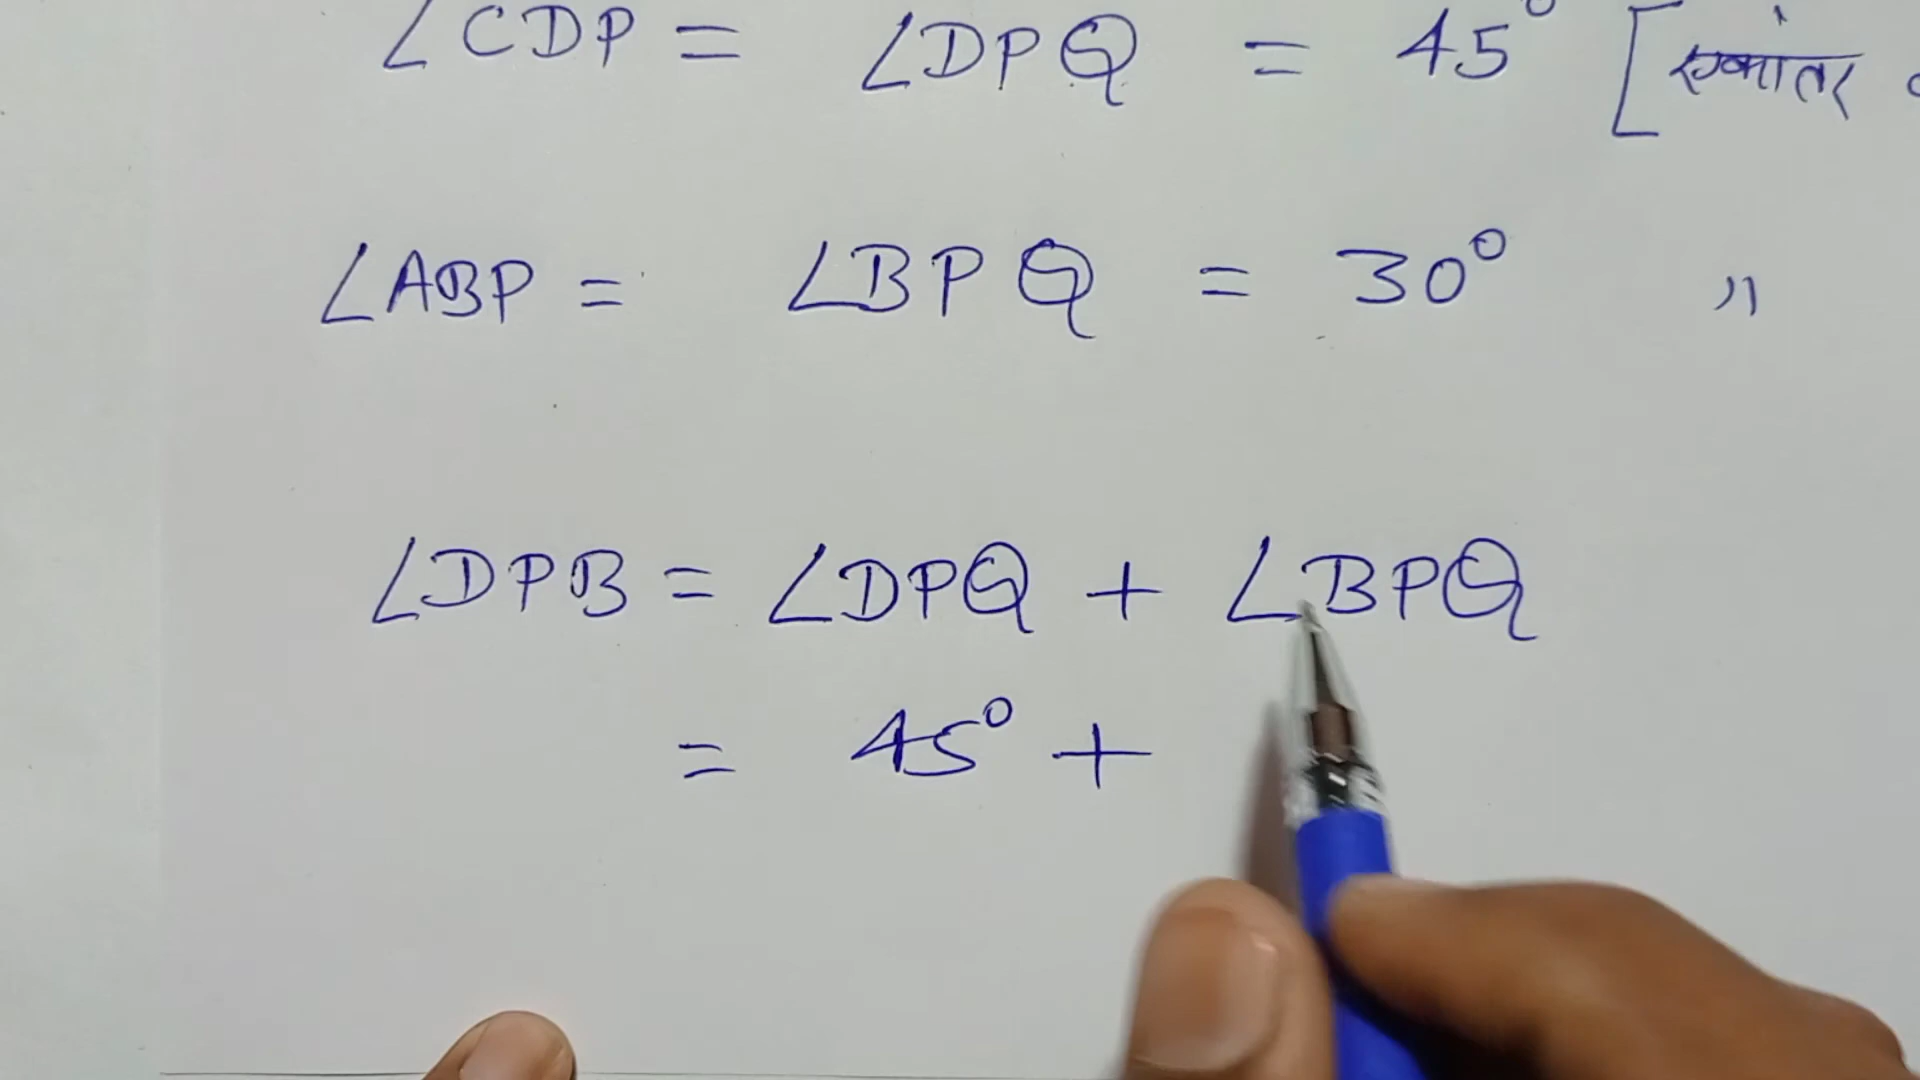 ∠CDP = ∠DPQ = 45° [एकांतर
∠ABP = ∠BPQ = 30° "
∠DPB = ∠DPQ + ∠BPQ
= 45° +